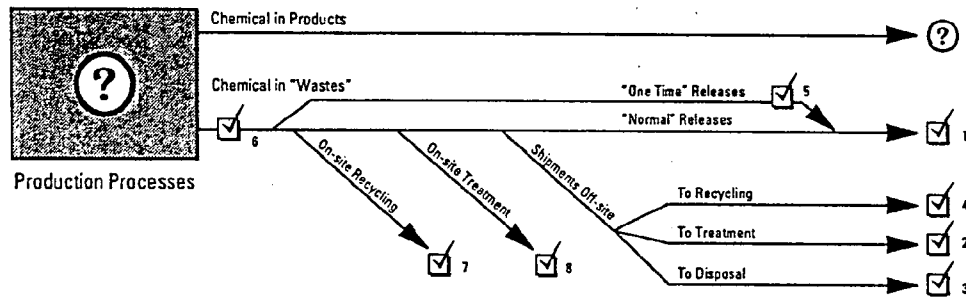 Chemical in Products
?
?
Chemical in "Wastes"
"One Time" Releases
5
"Normal" Releases
6
1
Production Processes
On-site Recycling
On-site Treatment
Shipments Off-site
To Recycling
4
To Treatment
2
7
8
To Disposal
3